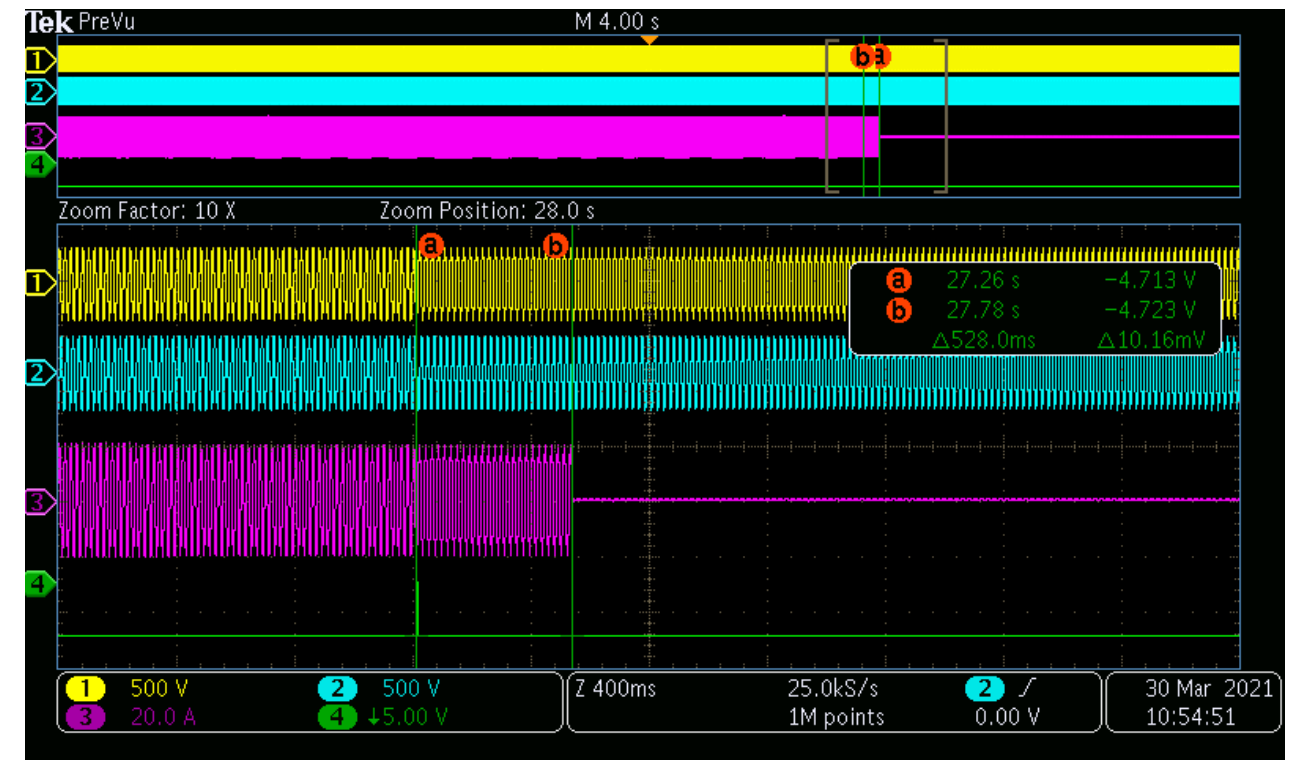 Tek PreVu M 4.00 s
b a
1
2
3
4
Zoom Factor: 10 X Zoom Position: 28.0 s
a b
1
a 27.26 s −4.713 V
b 27.78 s −4.723 V
△528.0ms △10.16mV
2
3
4
1 500 V 2 500 V Z 400ms 25.0kS/s 2 30 Mar 2021
3 20.0 A 4 ↓5.00 V 1M points 0.00 V 10:54:51